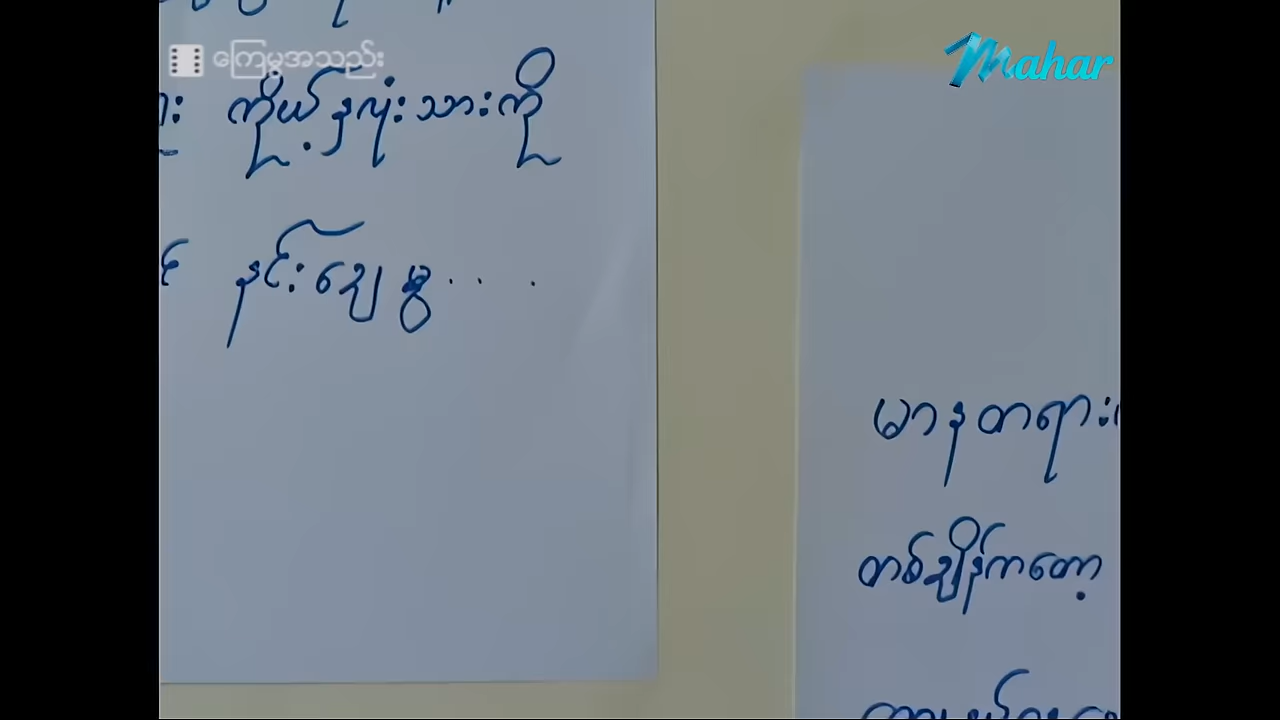 ကြေမွအသည်း
Mahar
ကိုယ့်နှလုံးသားကို
နင်းချေမွ...
မာနတရား
တစ်ချိန်ကတော့